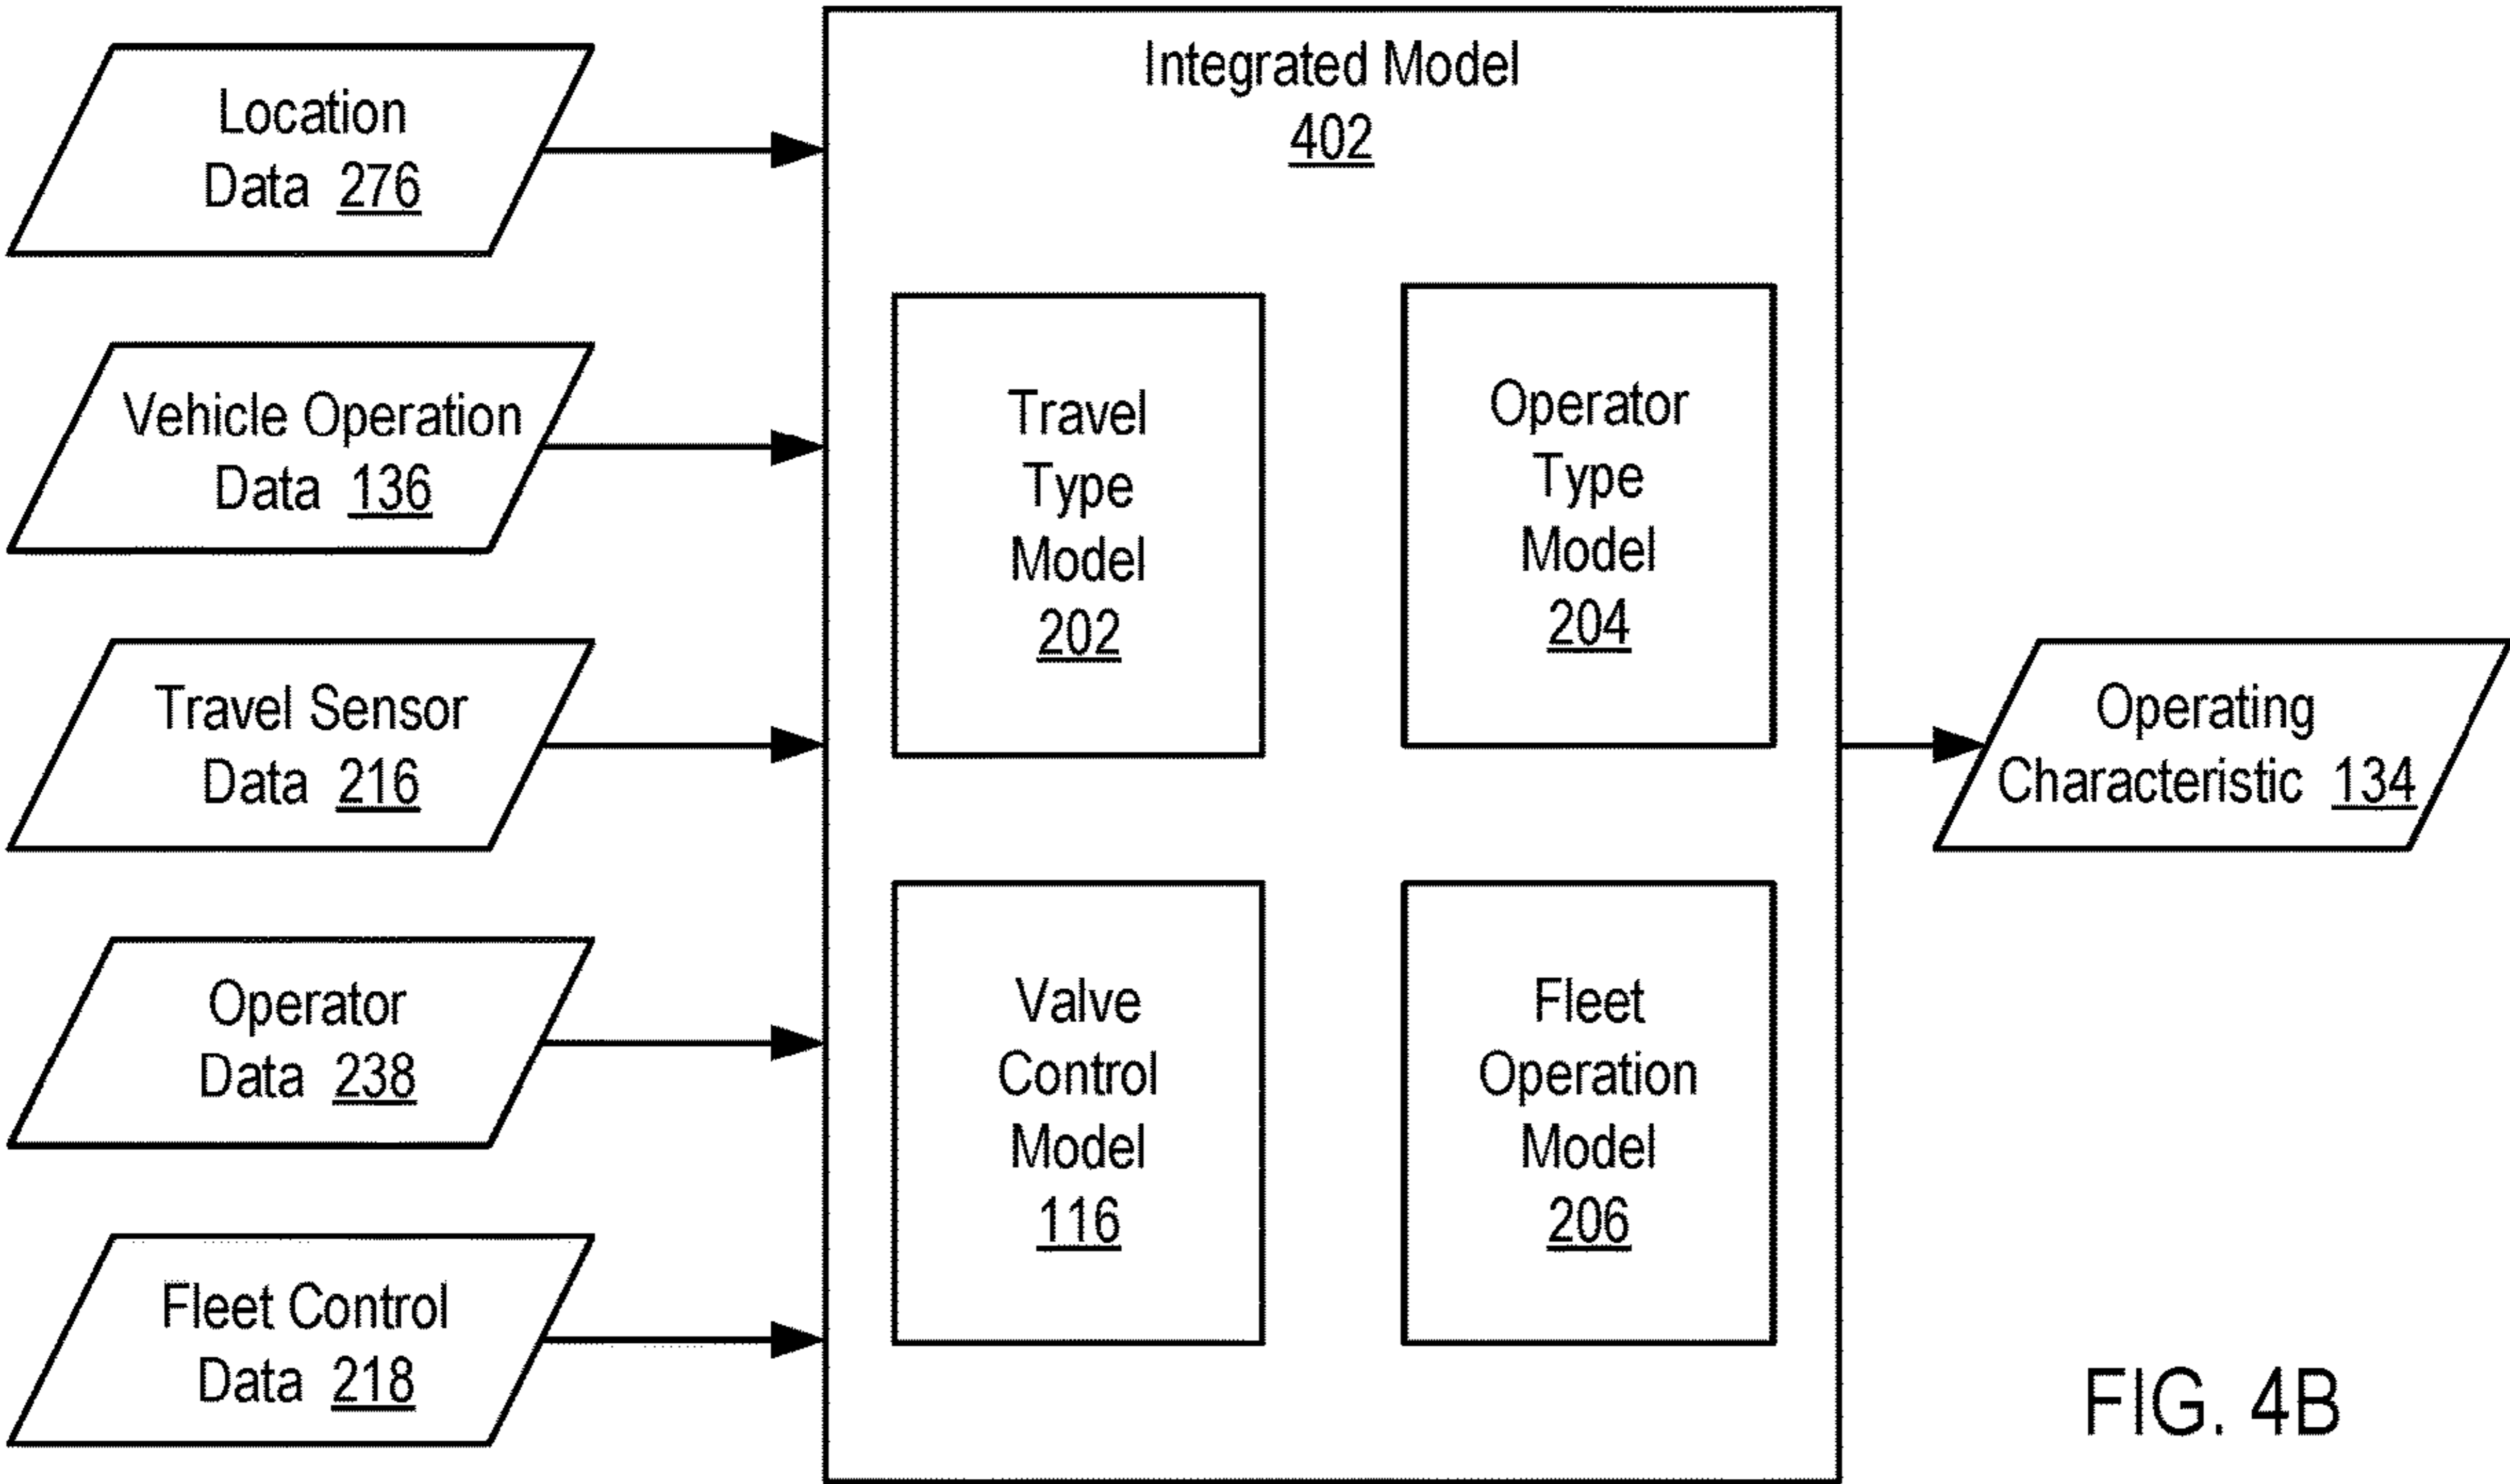 Location
Data 276
Vehicle Operation
Data 136
Travel Sensor
Data 216
Operator
Data 238
Fleet Control
Data 218
Integrated Model
402
Travel
Type
Model
202
Operator
Type
Model
204
Valve
Control
Model
116
Fleet
Operation
Model
206
Operating
Characteristic 134
FIG. 4B